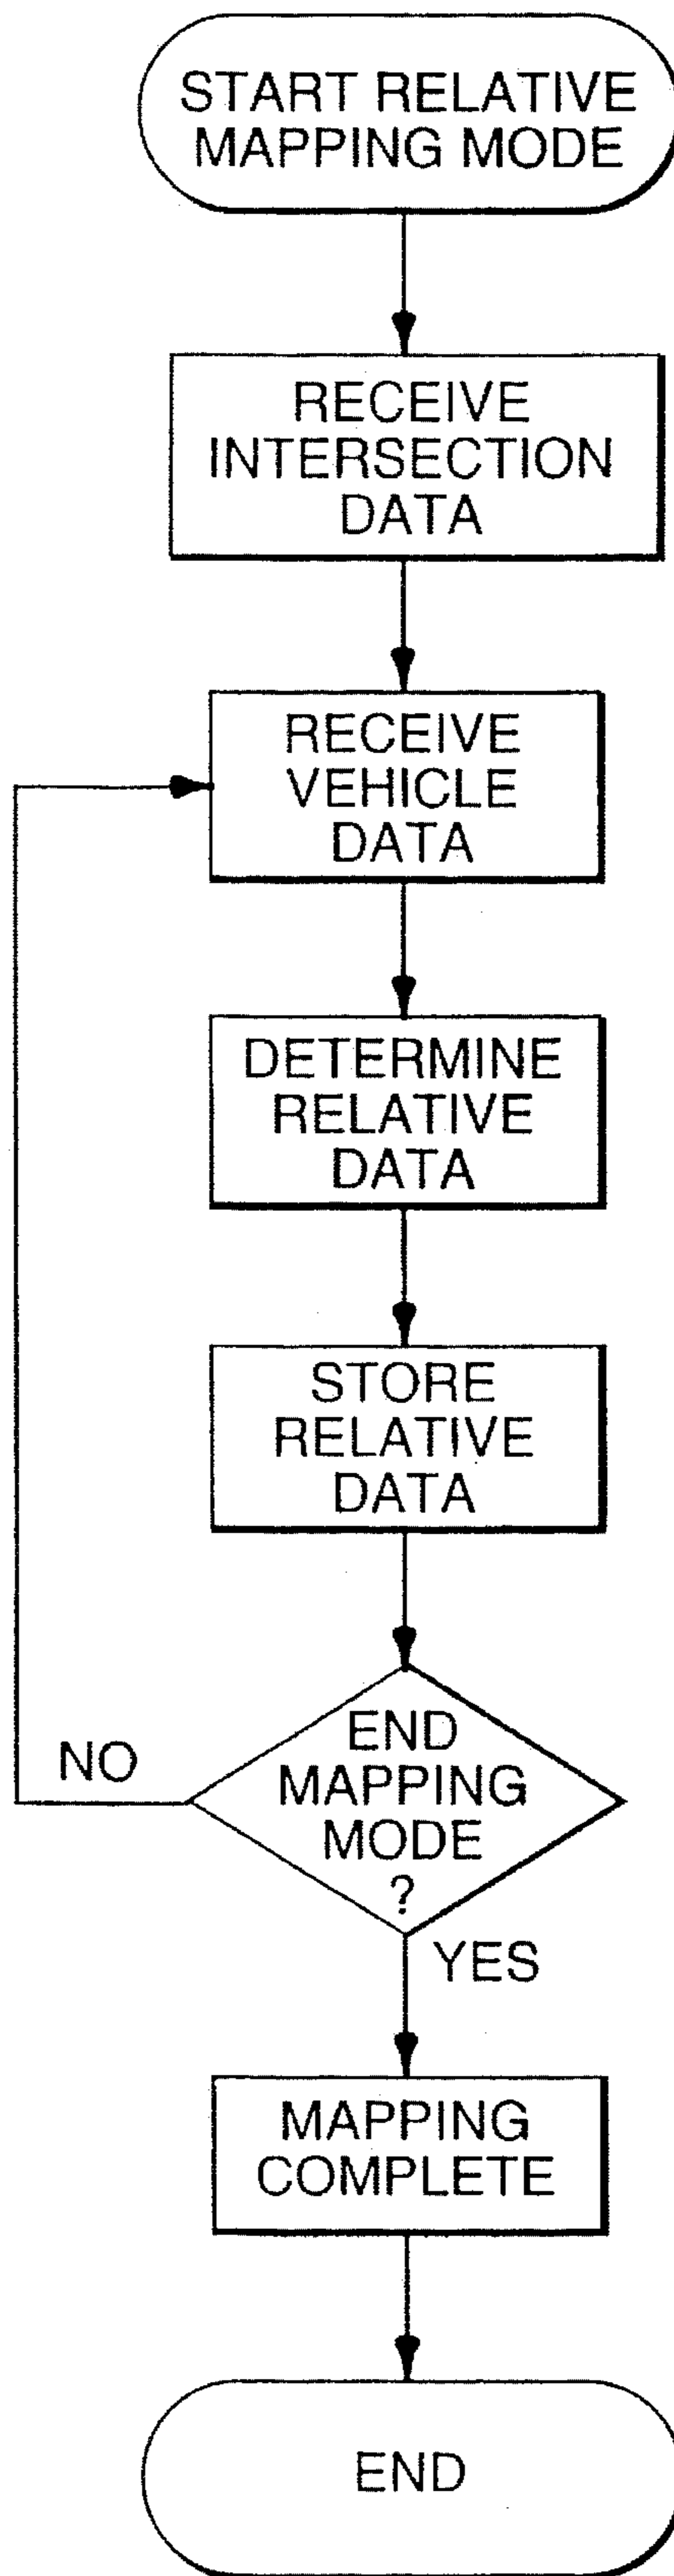 START RELATIVE
MAPPING MODE
RECEIVE
INTERSECTION
DATA
RECEIVE
VEHICLE
DATA
DETERMINE
RELATIVE
DATA
STORE
RELATIVE
DATA
END
MAPPING
MODE
?
NO
YES
MAPPING
COMPLETE
END